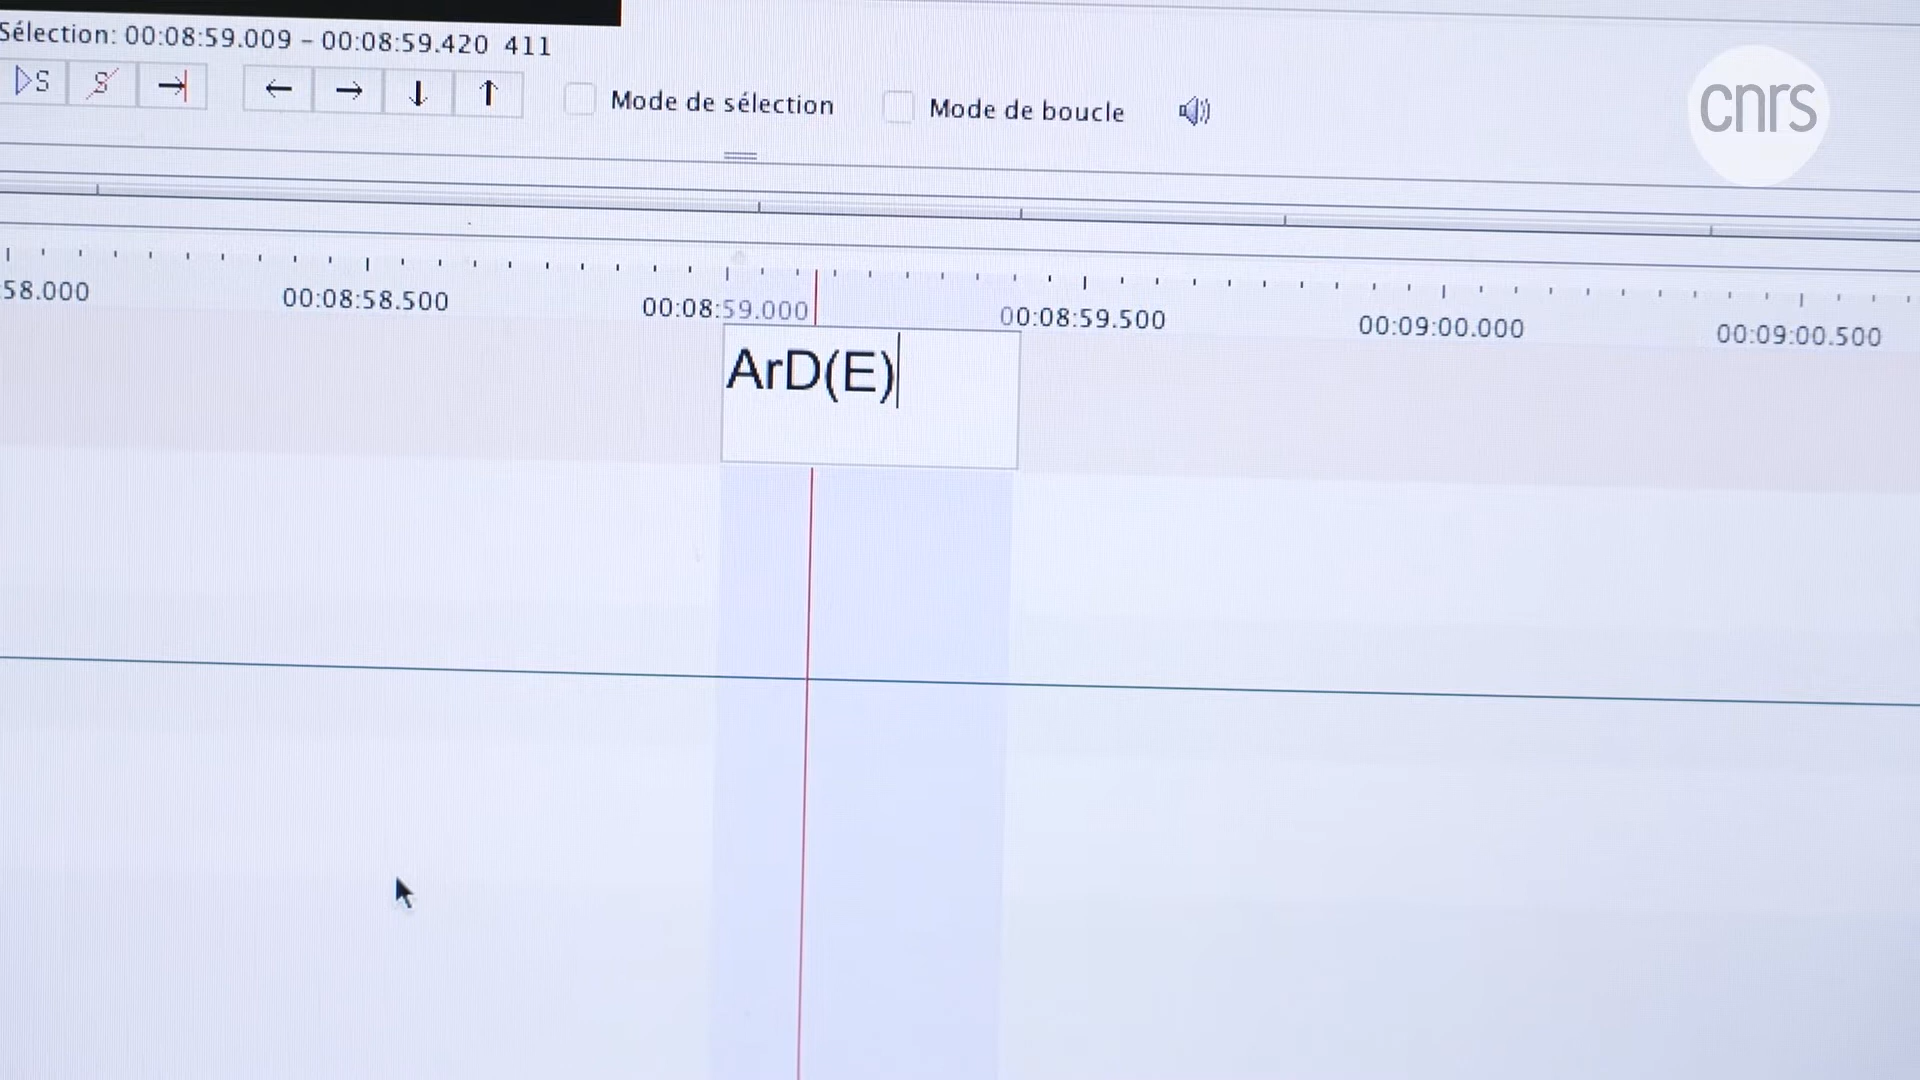 Sélection: 00:08:59.009 – 00:08:59.420 411
S S
Mode de sélection
Mode de boucle
cnrs
58.000 00:08:58.500 00:08:59.000 00:08:59.500 00:09:00.000 00:09:00.500
ArD(E)